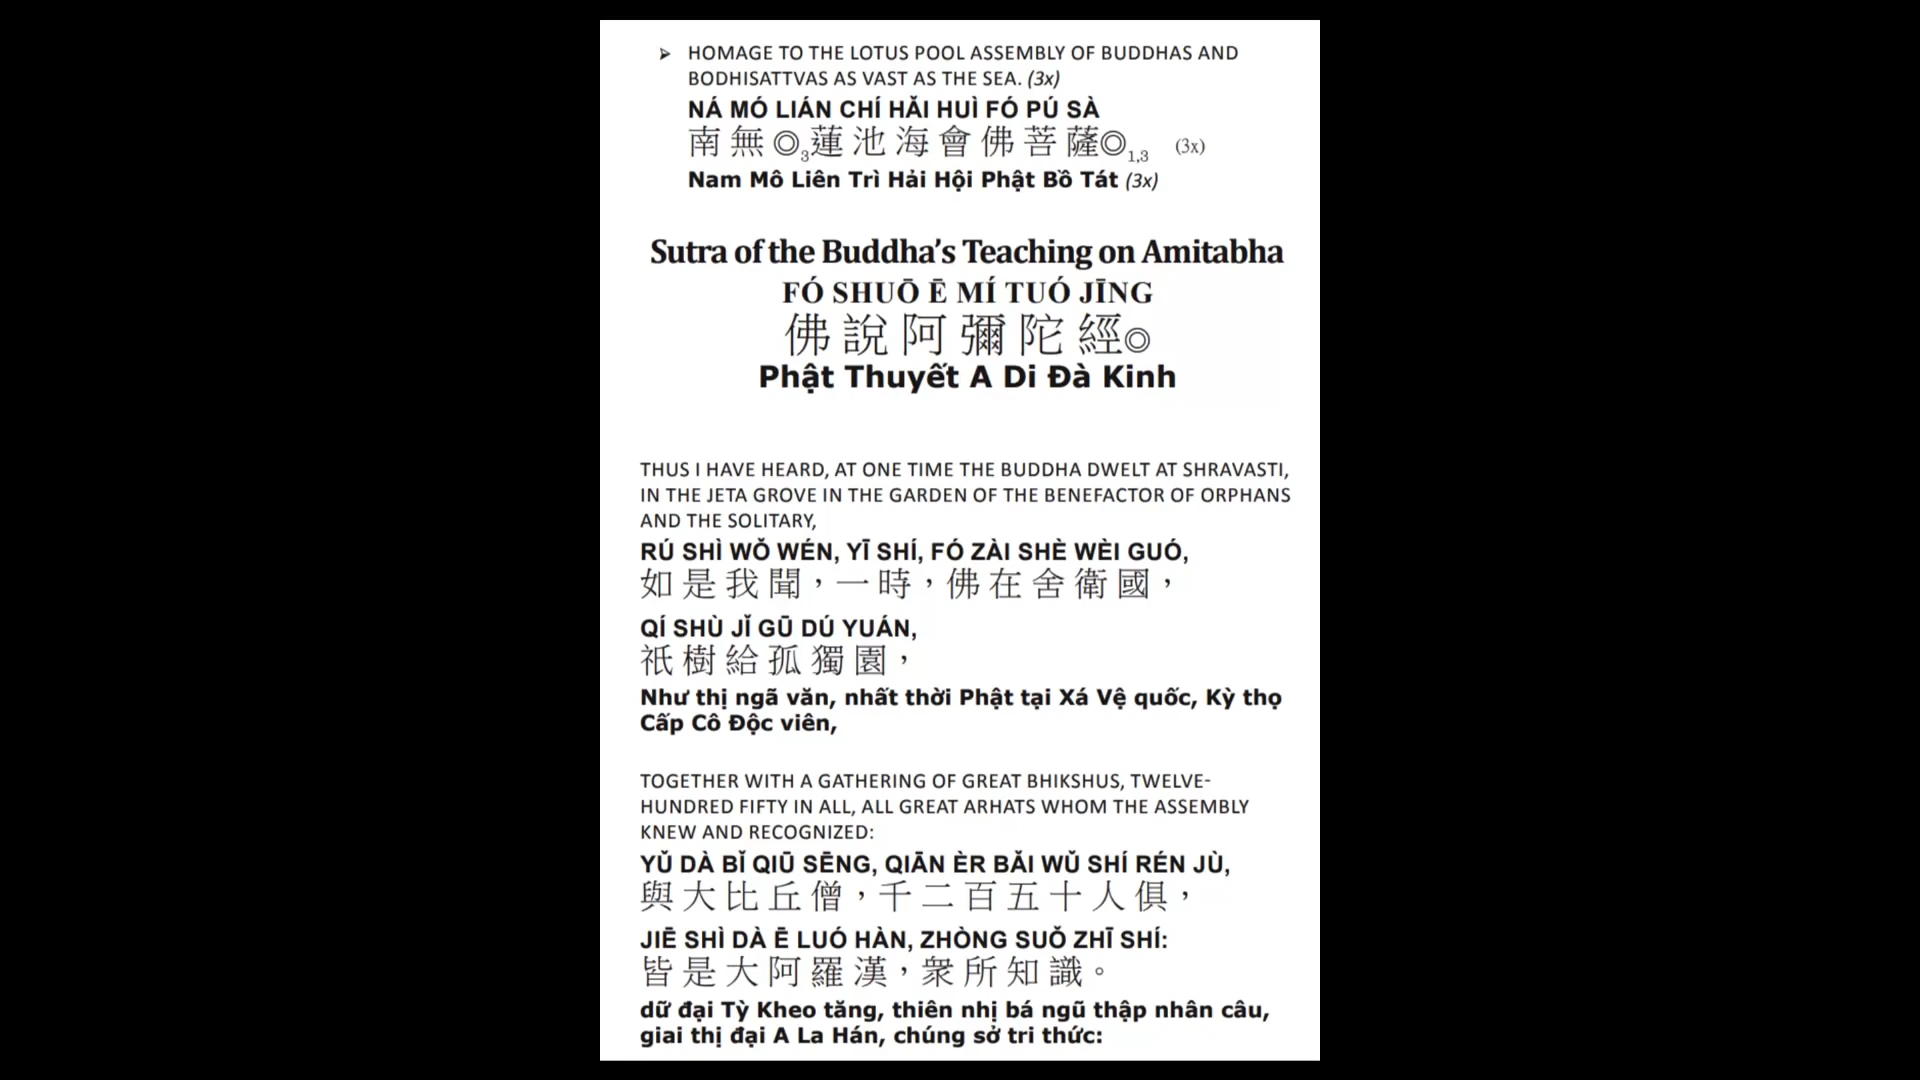 ➢ HOMAGE TO THE LOTUS POOL ASSEMBLY OF BUDDHAS AND
BODHISATTVAS AS VAST AS THE SEA. (3x)
NÁ MÓ LIÁN CHÍ HǍI HUÌ FÓ PÚ SÀ
南無◎3蓮池海會佛菩薩◎1,3 (3x)
Nam Mô Liên Trì Hải Hội Phật Bồ Tát (3x)
Sutra of the Buddha’s Teaching on Amitabha
FÓ SHUŌ Ē MÍ TUÓ JĪNG
佛說阿彌陀經◎
Phật Thuyết A Di Đà Kinh
THUS I HAVE HEARD, AT ONE TIME THE BUDDHA DWELT AT SHRAVASTI,
IN THE JETA GROVE IN THE GARDEN OF THE BENEFACTOR OF ORPHANS
AND THE SOLITARY,
RÚ SHÌ WǑ WÉN, YĪ SHÍ, FÓ ZÀI SHÈ WÈI GUÓ,
如是我聞，一時，佛在舍衛國，
QÍ SHÙ JǏ GŪ DÚ YUÁN,
祇樹給孤獨園，
Như thị ngã văn, nhất thời Phật tại Xá Vệ quốc, Kỳ thọ
Cấp Cô Độc viên,
TOGETHER WITH A GATHERING OF GREAT BHIKSHUS, TWELVE-
HUNDRED FIFTY IN ALL, ALL GREAT ARHATS WHOM THE ASSEMBLY
KNEW AND RECOGNIZED:
YǓ DÀ BǏ QIŪ SĒNG, QIĀN ÈR BǍI WǓ SHÍ RÉN JÙ,
與大比丘僧，千二百五十人俱，
JIĒ SHÌ DÀ Ē LUÓ HÀN, ZHÒNG SUǑ ZHĪ SHÍ:
皆是大阿羅漢，衆所知識。
dữ đại Tỳ Kheo tăng, thiên nhị bá ngũ thập nhân câu,
giai thị đại A La Hán, chúng sở tri thức: